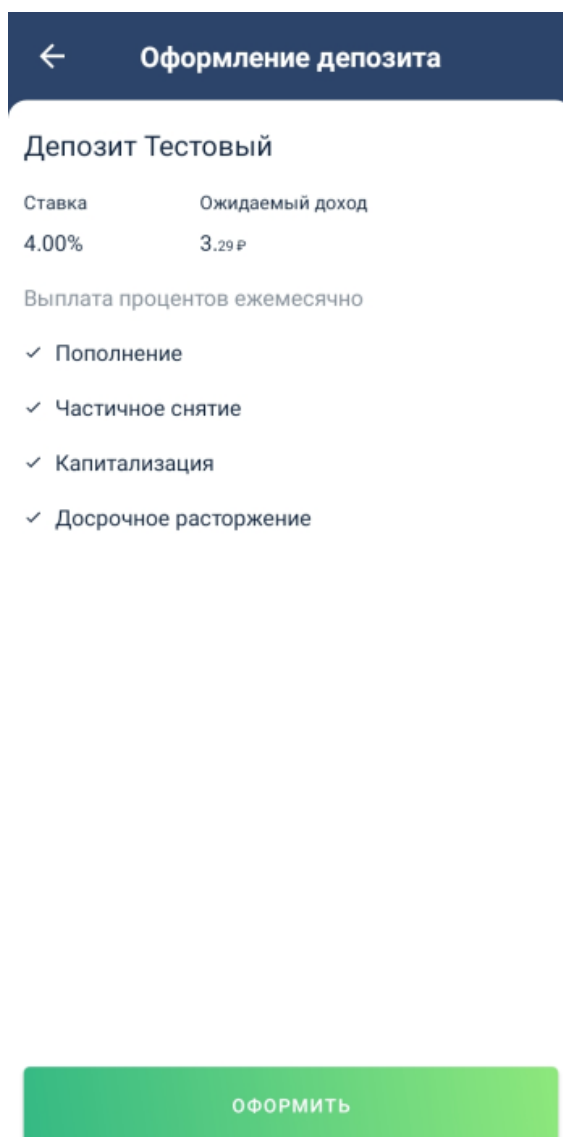 Оформление депозита
Депозит Тестовый
Ставка Ожидаемый доход
4.00% 3.29 ₽
Выплата процентов ежемесячно
Пополнение
Частичное снятие
Капитализация
Досрочное расторжение
ОФОРМИТЬ